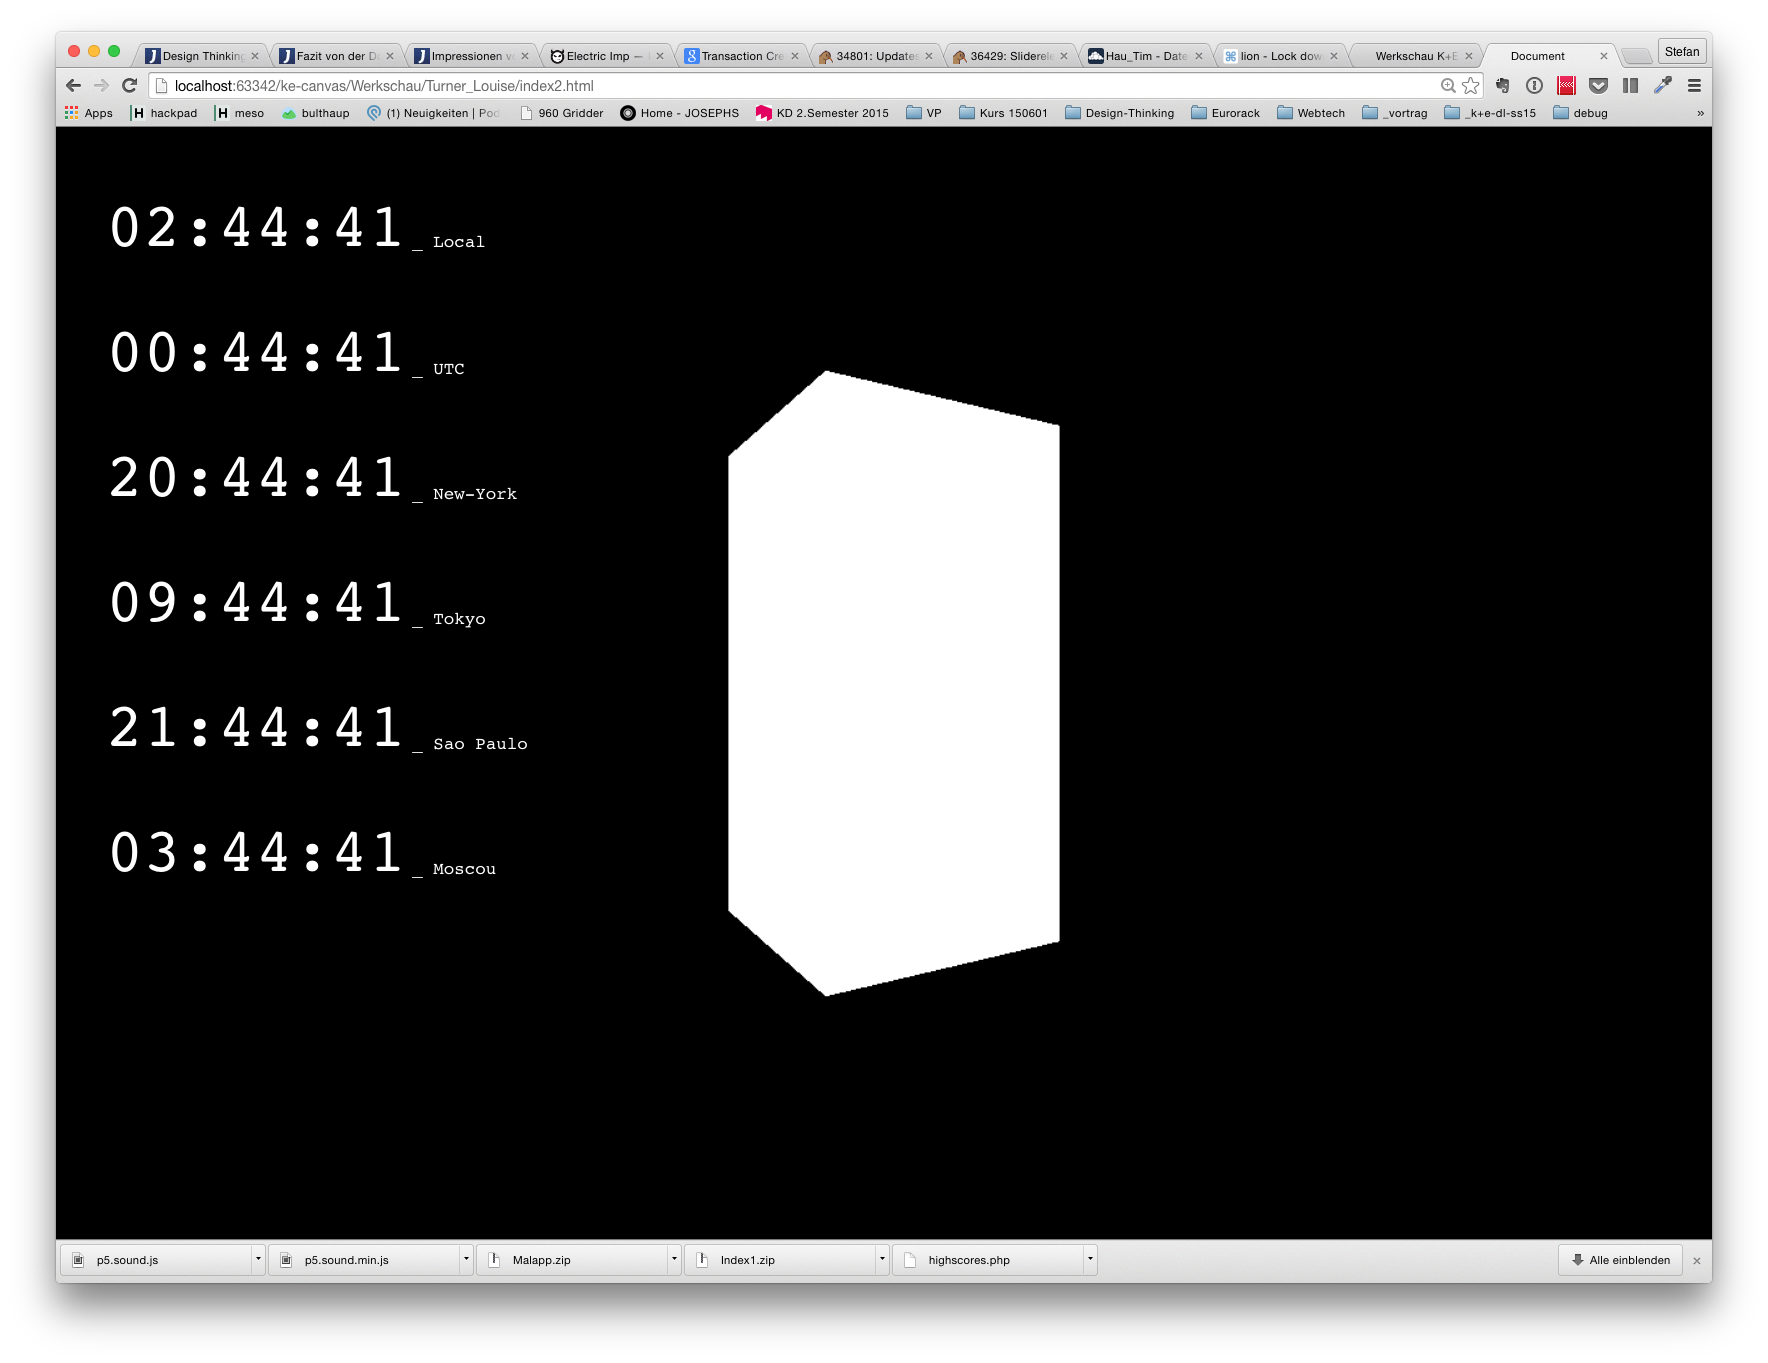 Design Thinking
Fazit von der D
Impressionen v
Electric Imp —
Transaction Cre
34801: Updates
36429: Sliderele
Hau_Tim - Date
lion - Lock dow
Werkschau K+E
Document
Stefan
localhost:63342/ke-canvas/Werkschau/Turner_Louise/index2.html
Apps
hackpad
meso
bulthaup
(1) Neuigkeiten | Pod
960 Gridder
Home - JOSEPHS
KD 2.Semester 2015
VP
Kurs 150601
Design-Thinking
Eurorack
Webtech
_vortrag
_k+e-dl-ss15
debug
»
02:44:41 _ Local
00:44:41 _ UTC
20:44:41 _ New-York
09:44:41 _ Tokyo
21:44:41 _ Sao Paulo
03:44:41 _ Moscou
p5.sound.js
p5.sound.min.js
Malapp.zip
Index1.zip
highscores.php
Alle einblenden